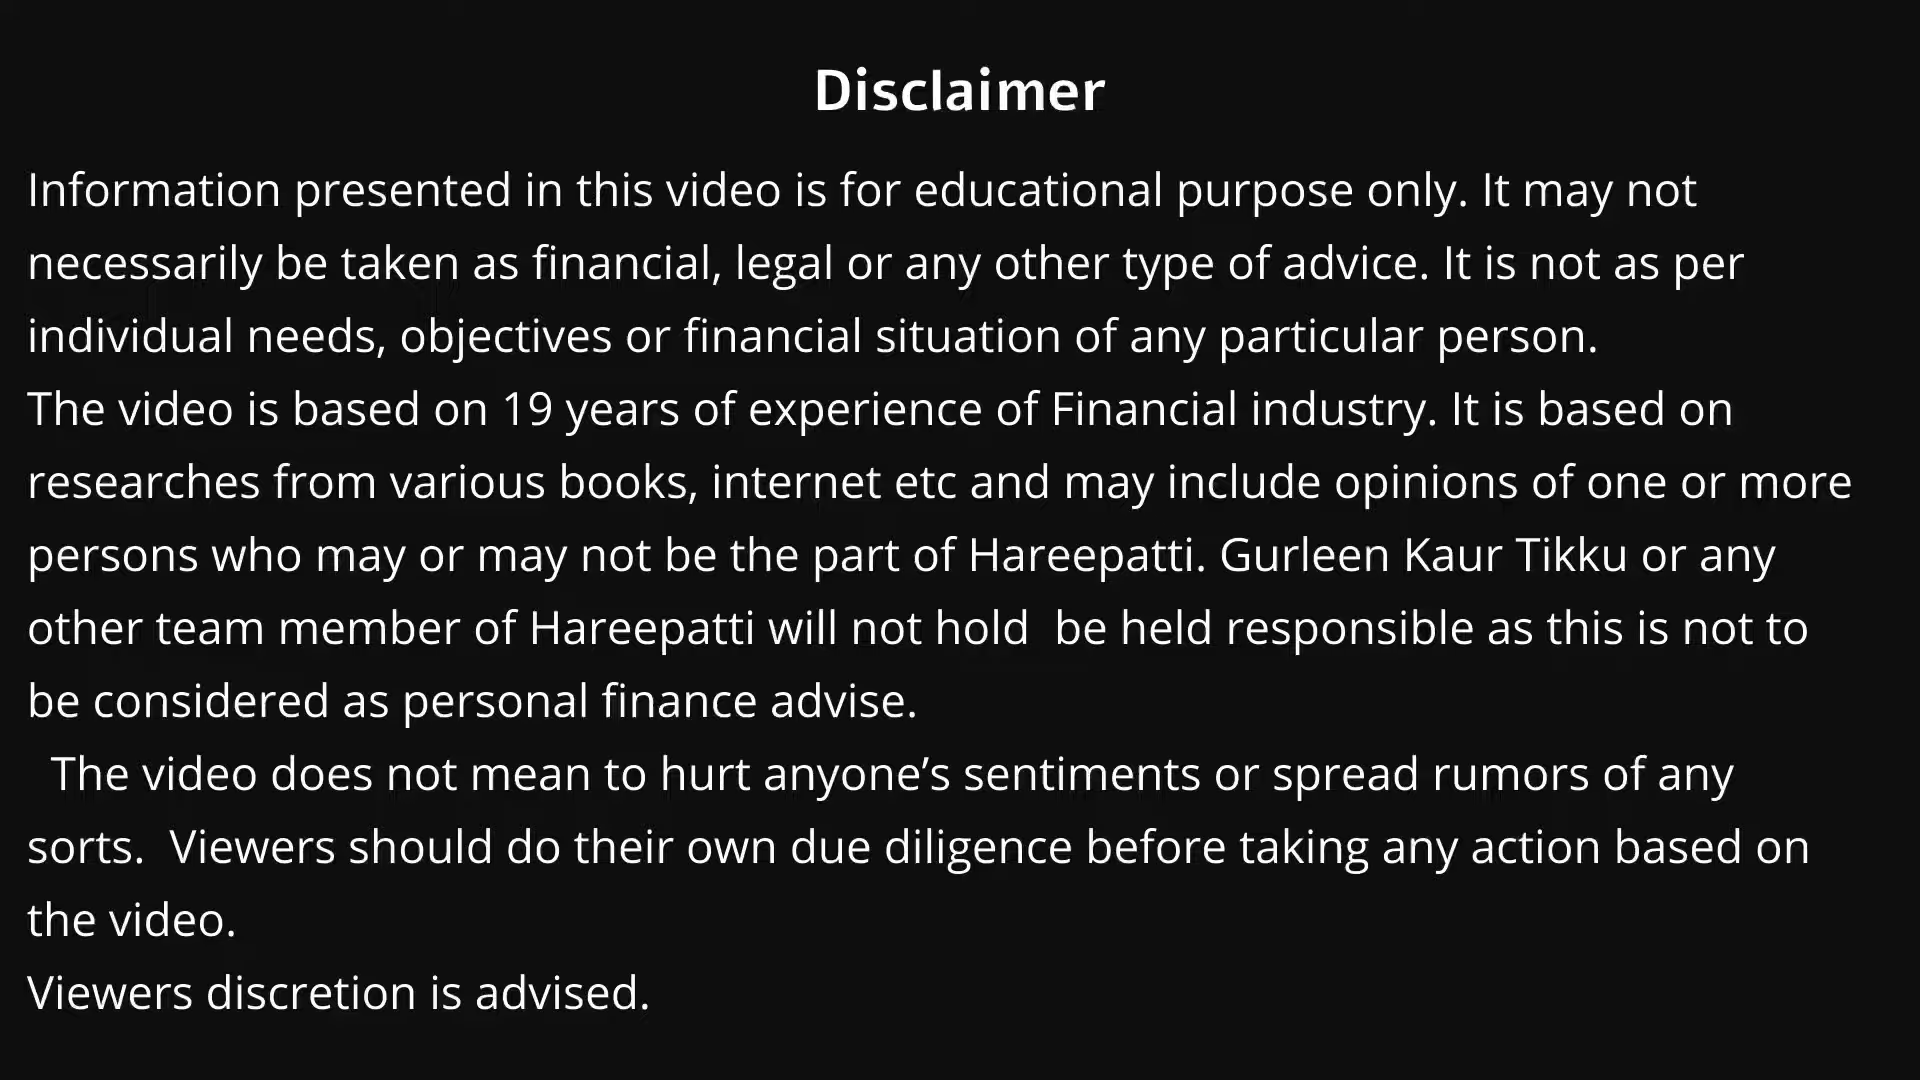 Disclaimer
Information presented in this video is for educational purpose only. It may not
necessarily be taken as financial, legal or any other type of advice. It is not as per
individual needs, objectives or financial situation of any particular person.
The video is based on 19 years of experience of Financial industry. It is based on
researches from various books, internet etc and may include opinions of one or more
persons who may or may not be the part of Hareepatti. Gurleen Kaur Tikku or any
other team member of Hareepatti will not hold  be held responsible as this is not to
be considered as personal finance advise.
The video does not mean to hurt anyone’s sentiments or spread rumors of any
sorts.  Viewers should do their own due diligence before taking any action based on
the video.
Viewers discretion is advised.